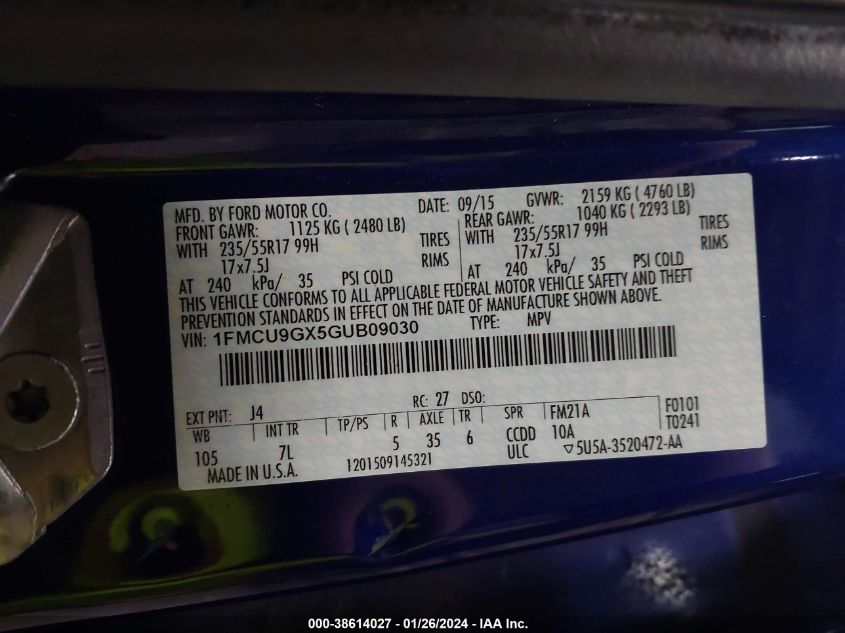 MFD. BY FORD MOTOR CO. DATE: 09/15 GVWR: 2159 KG ( 4760 LB)
FRONT GAWR: 1125 KG ( 2480 LB) REAR GAWR: 1040 KG ( 2293 LB)
WITH 235/55R17 99H TIRES WITH 235/55R17 99H TIRES
17x7.5J RIMS 17x7.5J RIMS
AT 240 kPa/ 35 PSI COLD AT 240 kPa/ 35 PSI COLD
THIS VEHICLE CONFORMS TO ALL APPLICABLE FEDERAL MOTOR VEHICLE SAFETY AND THEFT
PREVENTION STANDARDS IN EFFECT ON THE DATE OF MANUFACTURE SHOWN ABOVE.
VIN: 1FMCU9GX5GUB09030 TYPE: MPV
EXT PNT: J4 RC: 27 DSO:
WB INT TR TP/PS R AXLE TR SPR FM21A F0101
105 7L 5 35 6 CCDD 10A T0241
MADE IN U.S.A. 1201509145321 ULC ▽5U5A-3520472-AA
000-38614027 - 01/26/2024 - IAA Inc.